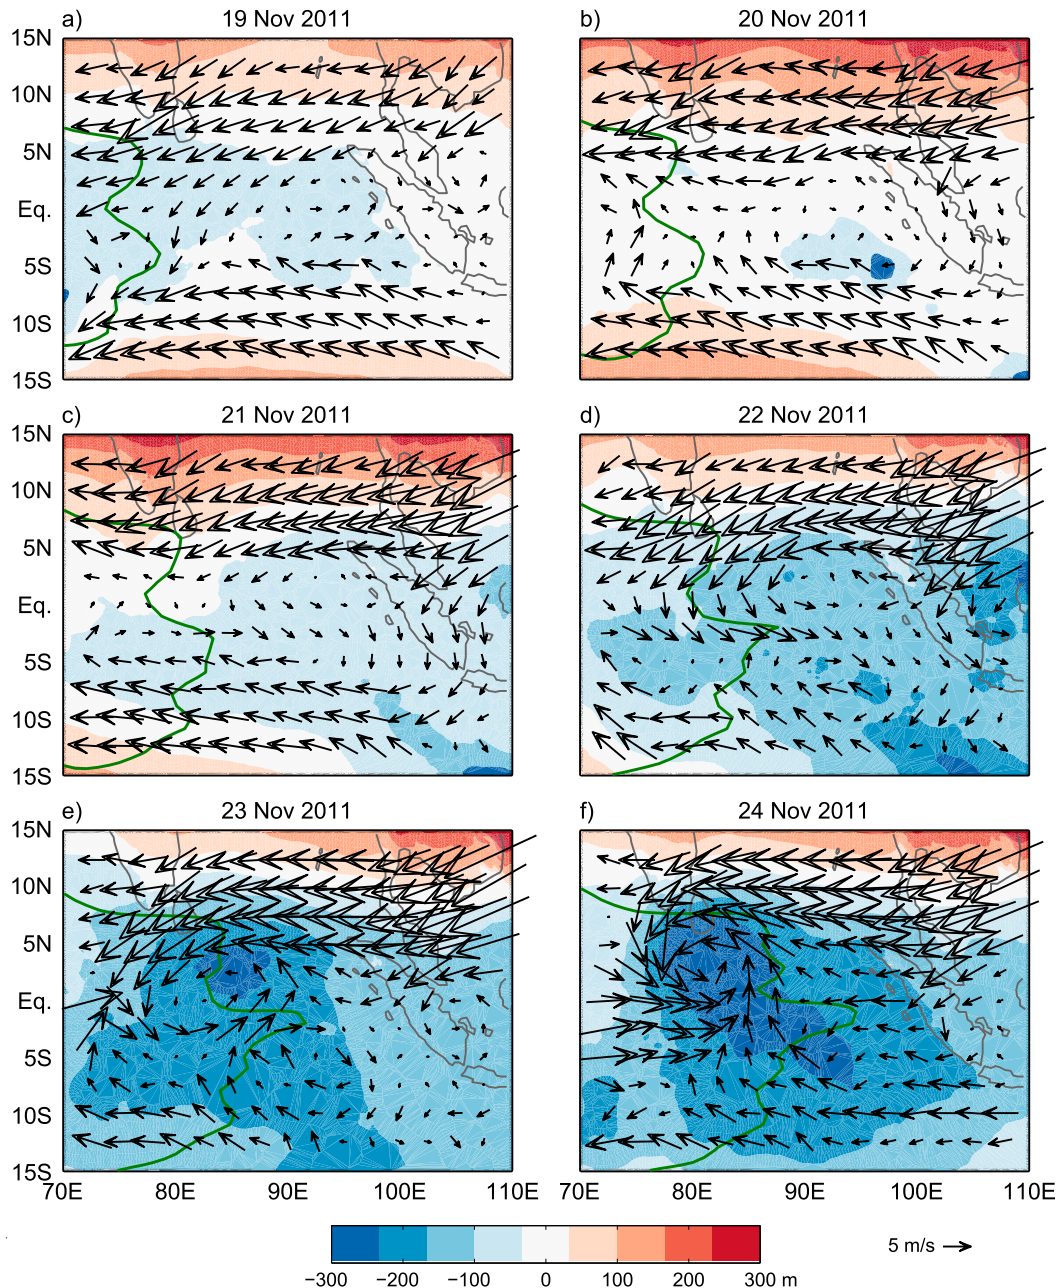 a) 19 Nov 2011 b) 20 Nov 2011
15N
10N
5N
Eq.
5S
10S
15S
c) 21 Nov 2011 d) 22 Nov 2011
15N
10N
5N
Eq.
5S
10S
15S
e) 23 Nov 2011 f) 24 Nov 2011
15N
10N
5N
Eq.
5S
10S
15S
70E 80E 90E 100E 110E 70E 80E 90E 100E 110E
5 m/s
−300 −200 −100 0 100 200 300 m